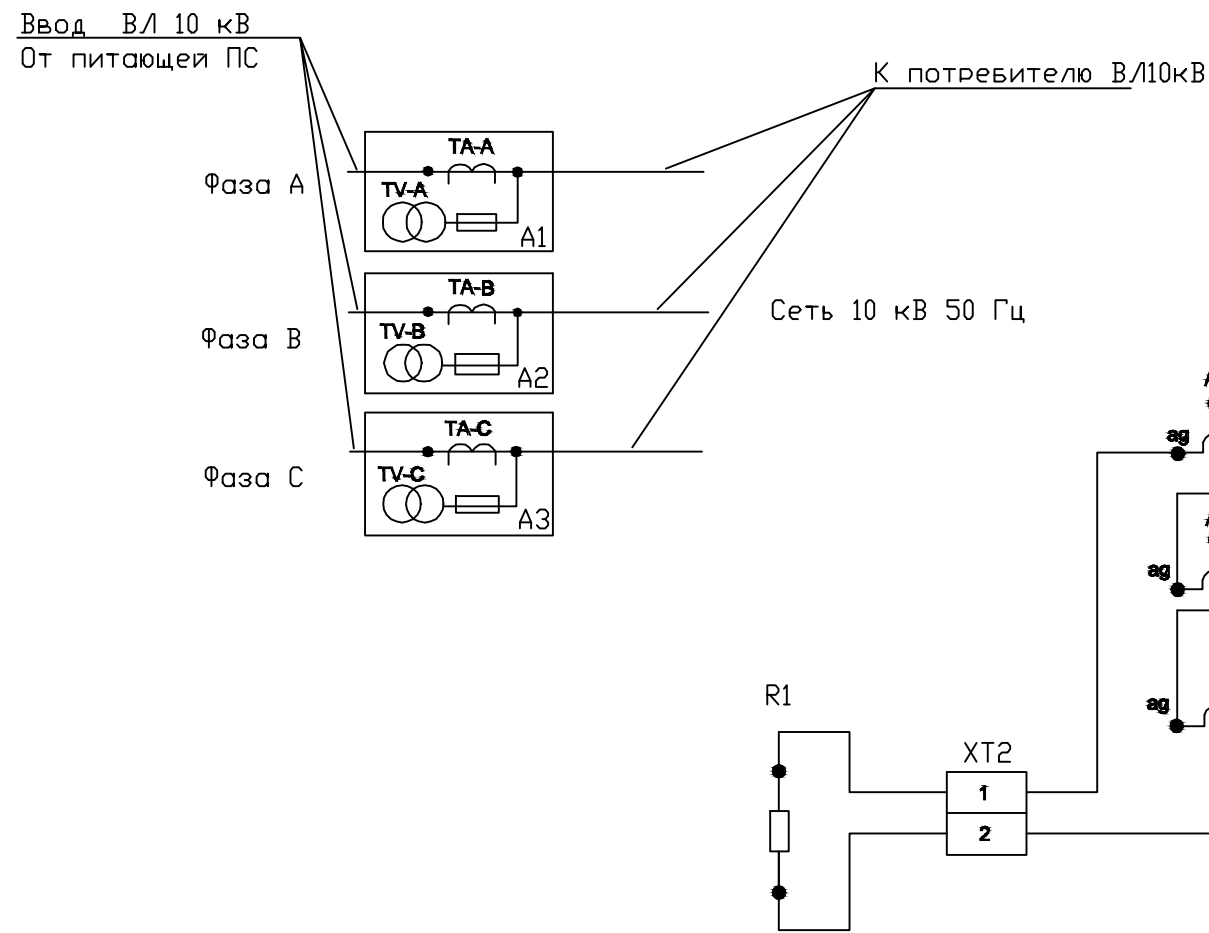 Ввод ВЛ 10 кВ
От питающей ПС
К потребителю ВЛ10кВ
TA-A
Фаза А
TV-A
A1
TA-B
Сеть 10 кВ 50 Гц
TV-B
Фаза В
A2
TA-C
ag
Фаза С
TV-C
A3
ag
R1
ag
XT2
1
2